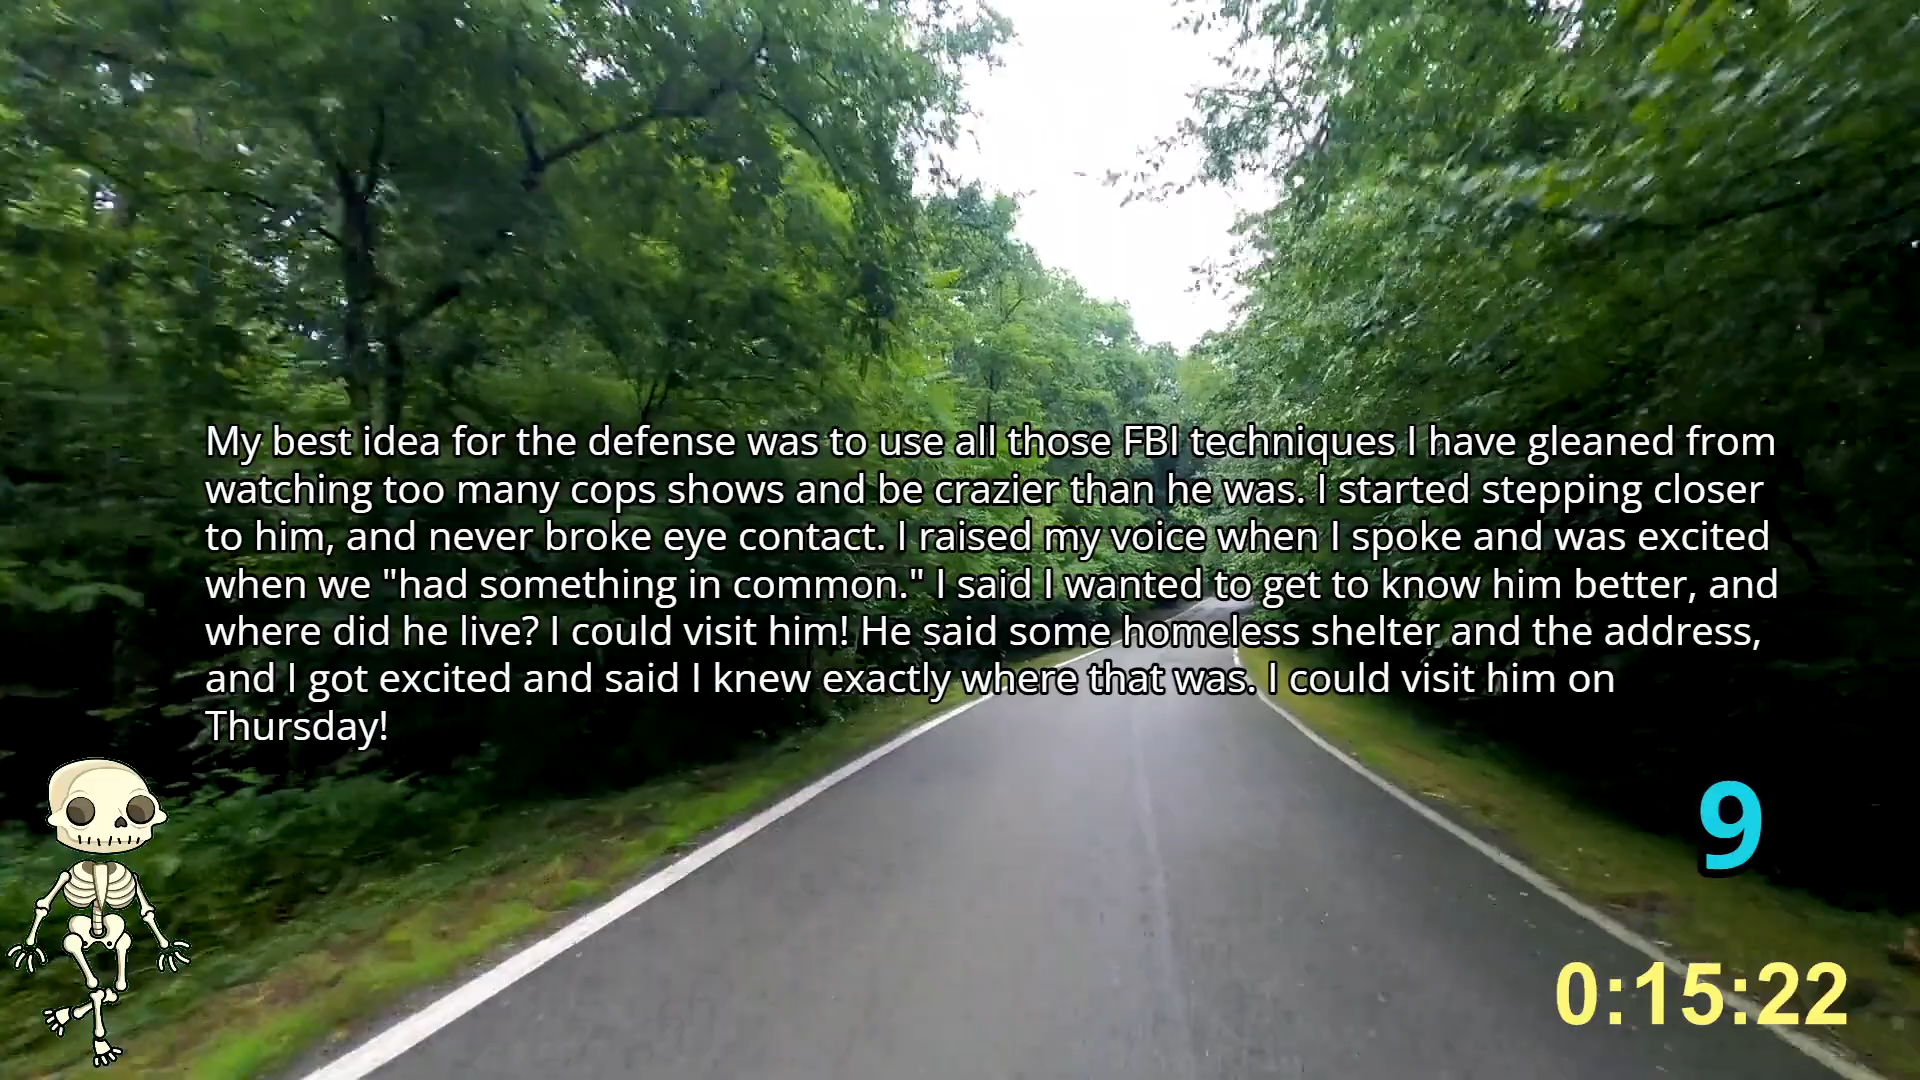 My best idea for the defense was to use all those FBI techniques I have gleaned from
watching too many cops shows and be crazier than he was. I started stepping closer
to him, and never broke eye contact. I raised my voice when I spoke and was excited
when we "had something in common." I said I wanted to get to know him better, and
where did he live? I could visit him! He said some homeless shelter and the address,
and I got excited and said I knew exactly where that was. I could visit him on
Thursday!
9
0:15:22